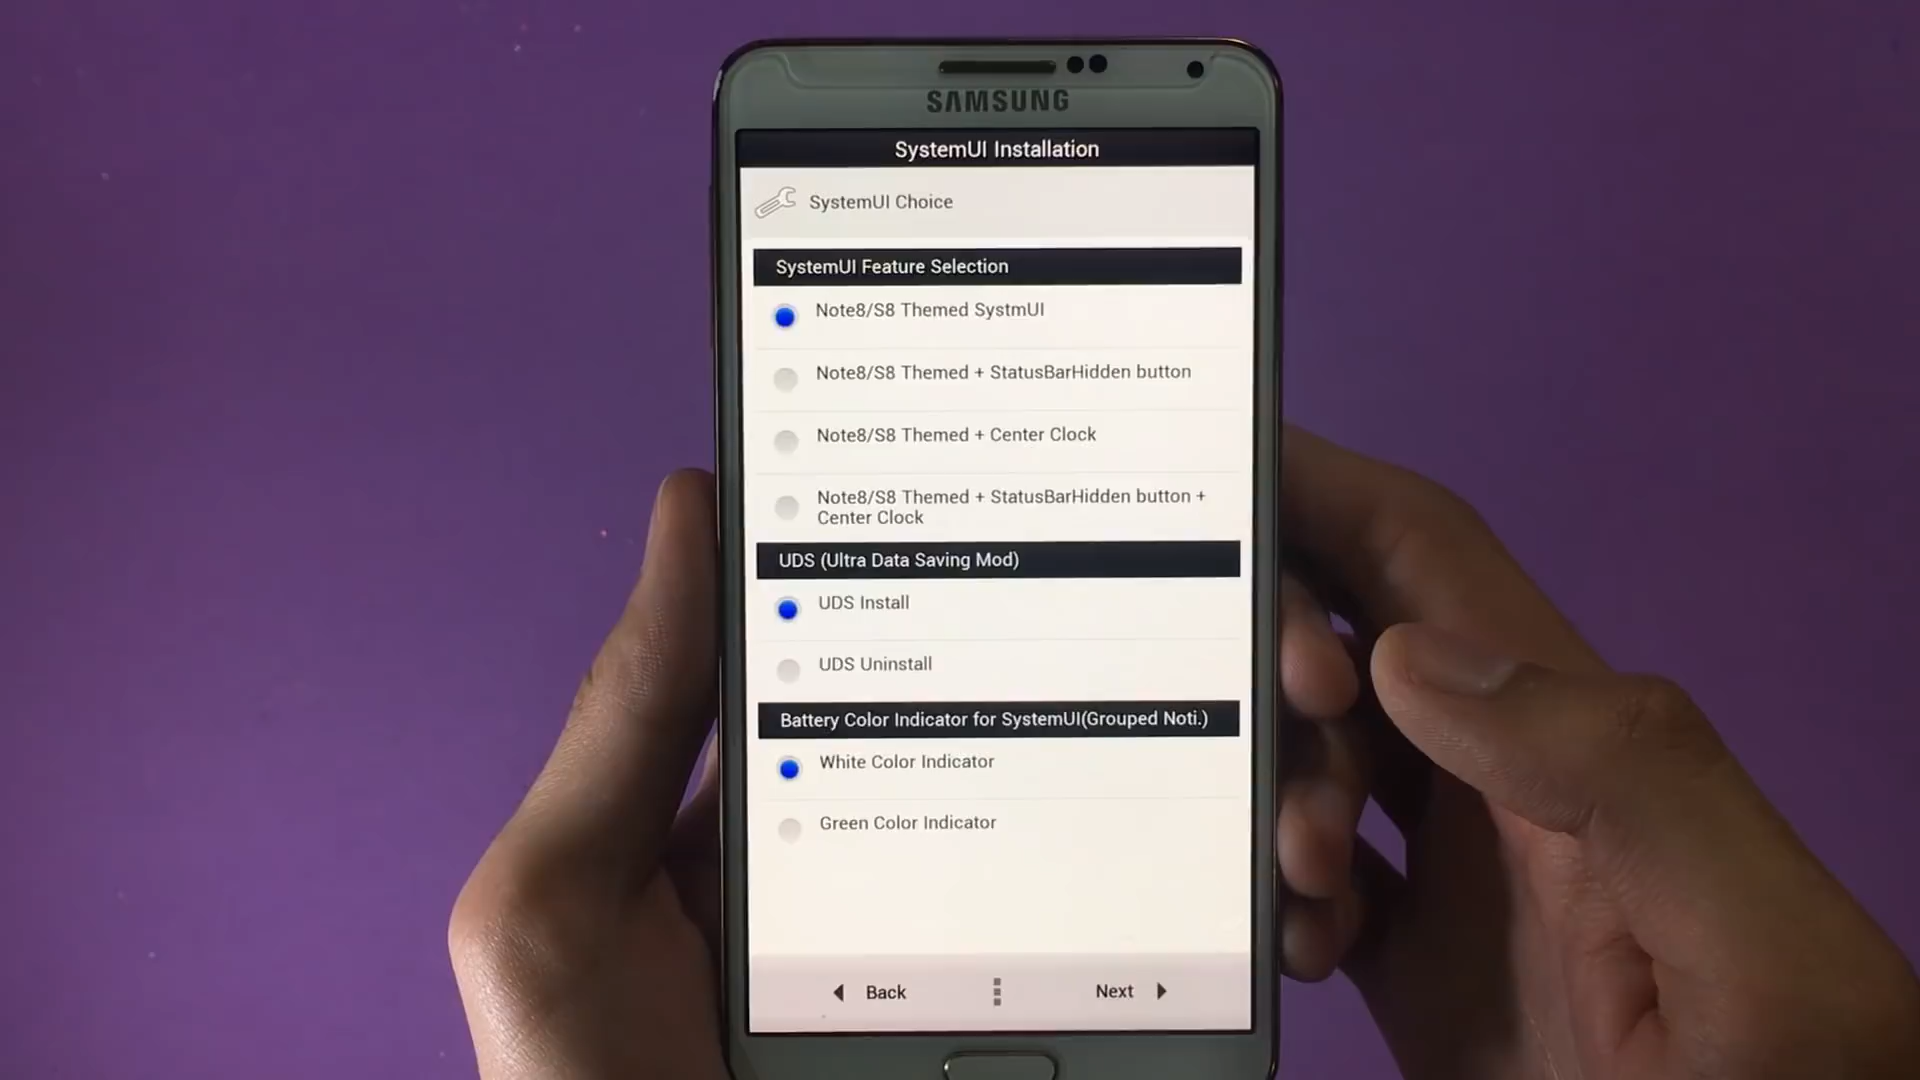 SAMSUNG
SystemUI Installation
SystemUI Choice
SystemUI Feature Selection
Note8/S8 Themed SystmUI
Note8/S8 Themed + StatusBarHidden button
Note8/S8 Themed + Center Clock
Note8/S8 Themed + StatusBarHidden button +
Center Clock
UDS (Ultra Data Saving Mod)
UDS Install
UDS Uninstall
Battery Color Indicator for SystemUI(Grouped Noti.)
White Color Indicator
Green Color Indicator
Back Next